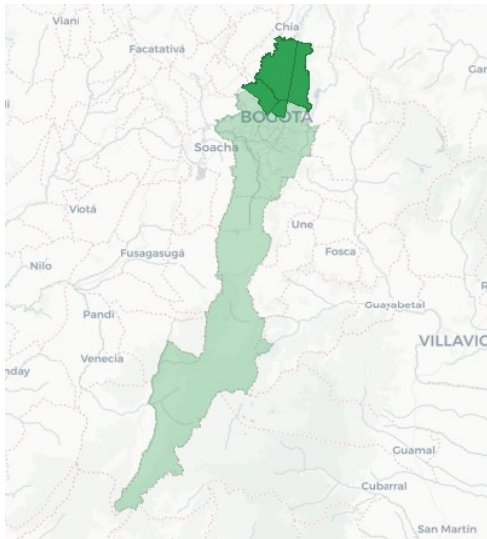 Viani
Chía
Facatativá
BOGOTÁ
Soacha
Viotá
Une
Fusagasugá
Fosca
Nilo
Guayabetal
Pandi
VILLAVIC
Venecia
nday
Guamal
Cubarral
San Martín